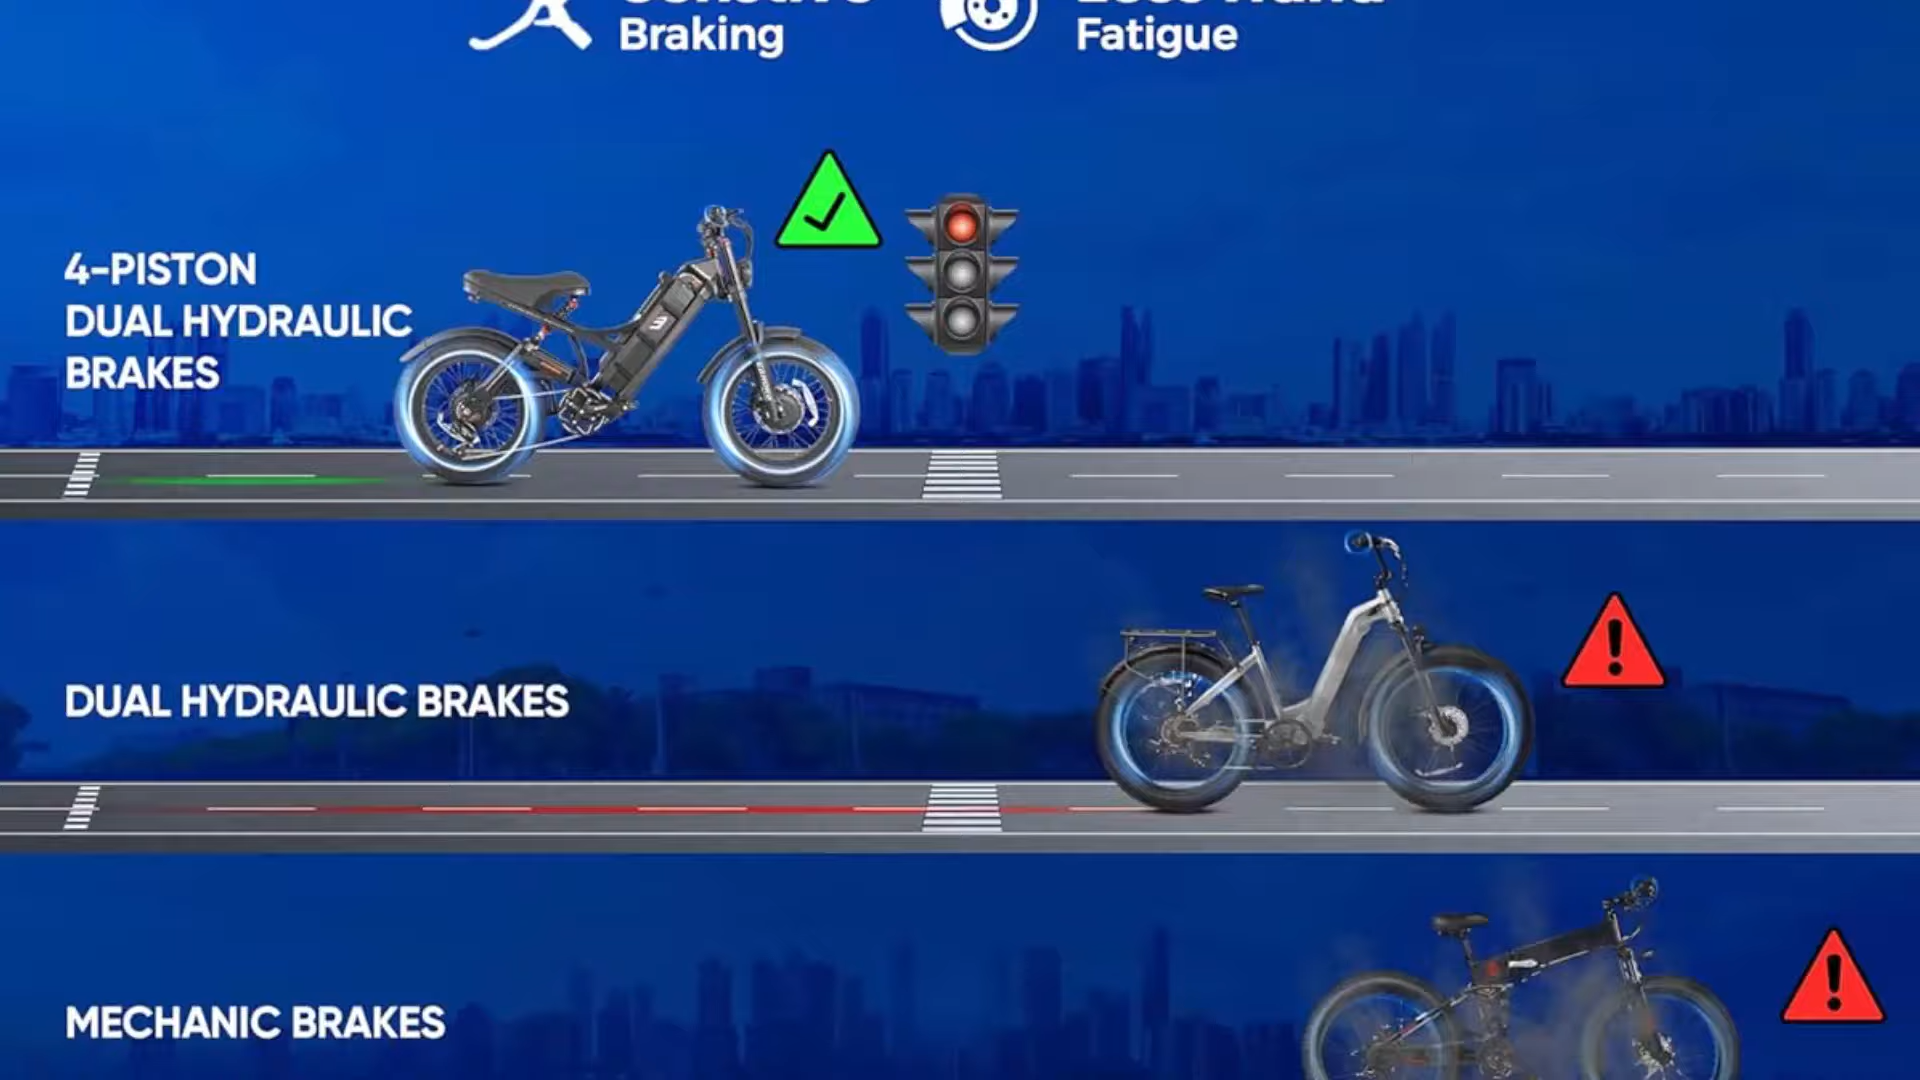 Braking
Fatigue
4-PISTON
DUAL HYDRAULIC
BRAKES
DUAL HYDRAULIC BRAKES
MECHANIC BRAKES